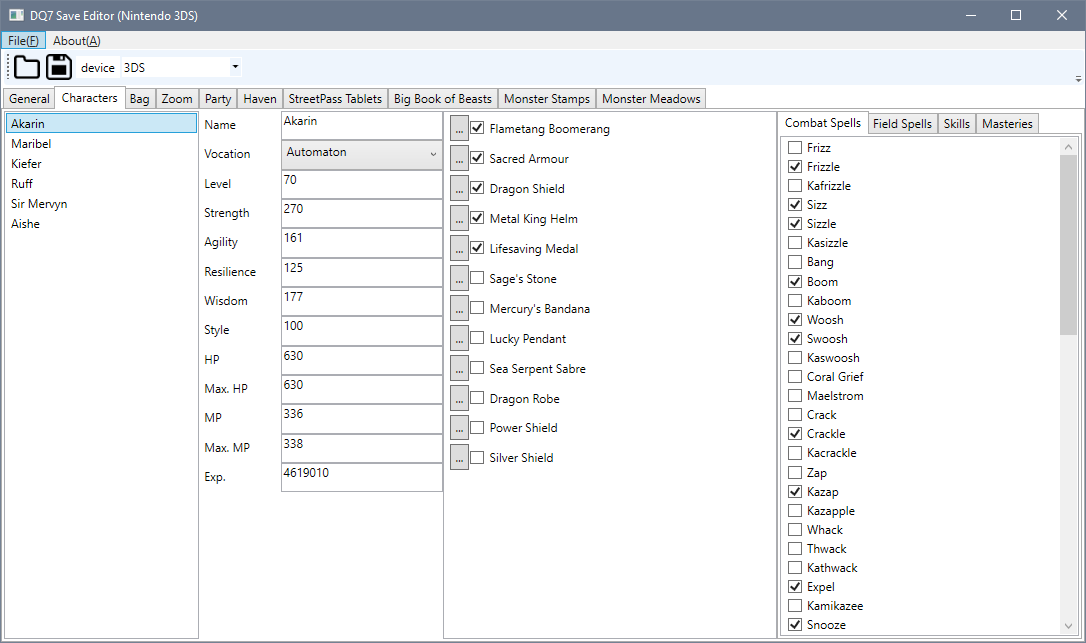 DQ7 Save Editor (Nintendo 3DS)
File(F) About(A)
device 3DS
General Characters Bag Zoom Party Haven StreetPass Tablets Big Book of Beasts Monster Stamps Monster Meadows
Akarin
Maribel
Kiefer
Ruff
Sir Mervyn
Aishe
Name Akarin
Vocation Automaton
Level 70
Strength 270
Agility 161
Resilience 125
Wisdom 177
Style 100
HP 630
Max. HP 630
MP 336
Max. MP 338
Exp. 4619010
... Flametang Boomerang
... Sacred Armour
... Dragon Shield
... Metal King Helm
... Lifesaving Medal
... Sage's Stone
... Mercury's Bandana
... Lucky Pendant
... Sea Serpent Sabre
... Dragon Robe
... Power Shield
... Silver Shield
Combat Spells Field Spells Skills Masteries
Frizz
Frizzle
Kafrizzle
Sizz
Sizzle
Kasizzle
Bang
Boom
Kaboom
Woosh
Swoosh
Kaswoosh
Coral Grief
Maelstrom
Crack
Crackle
Kacrackle
Zap
Kazap
Kazapple
Whack
Thwack
Kathwack
Expel
Kamikazee
Snooze